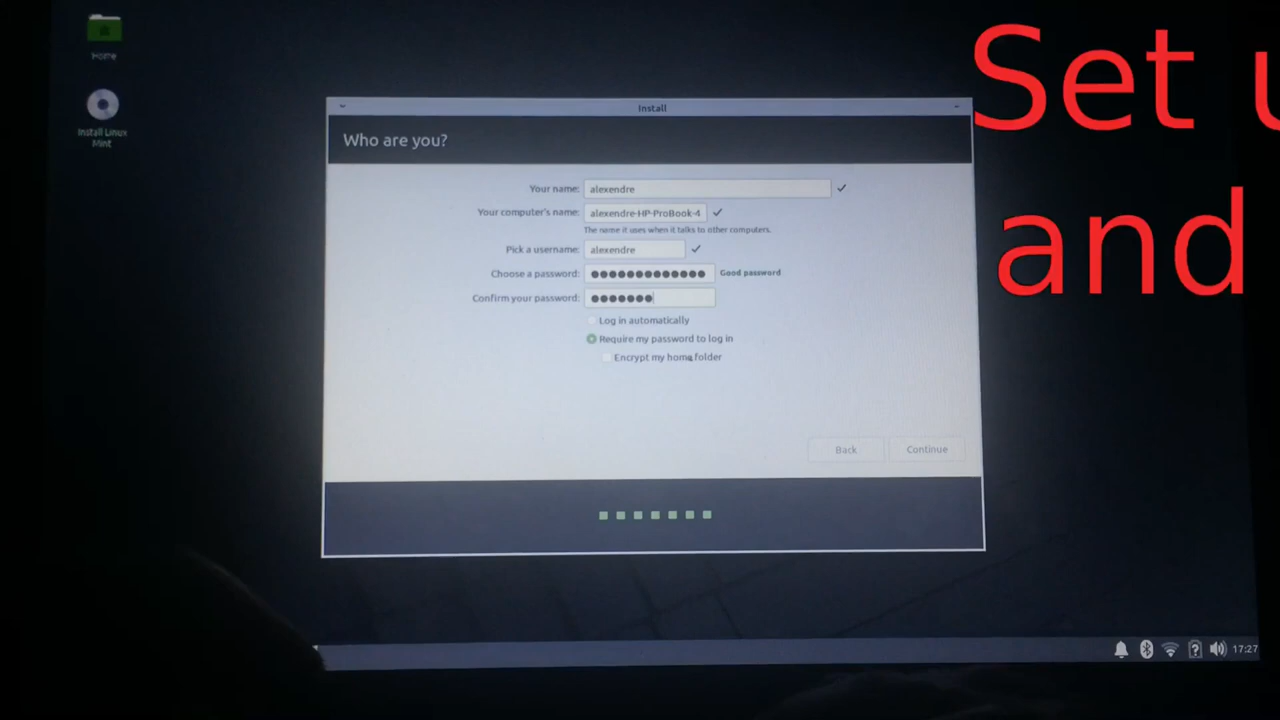 Home
Install Linux
Mint
Set u
and
Install
Who are you?
Your name: alexendre
Your computer's name: alexendre-HP-ProBook-4
The name it uses when it talks to other computers.
Pick a username: alexendre
Choose a password: ●●●●●●●●●●●●● Good password
Confirm your password: ●●●●●●●
Log in automatically
Require my password to log in
Encrypt my home folder
Back
Continue
17:27